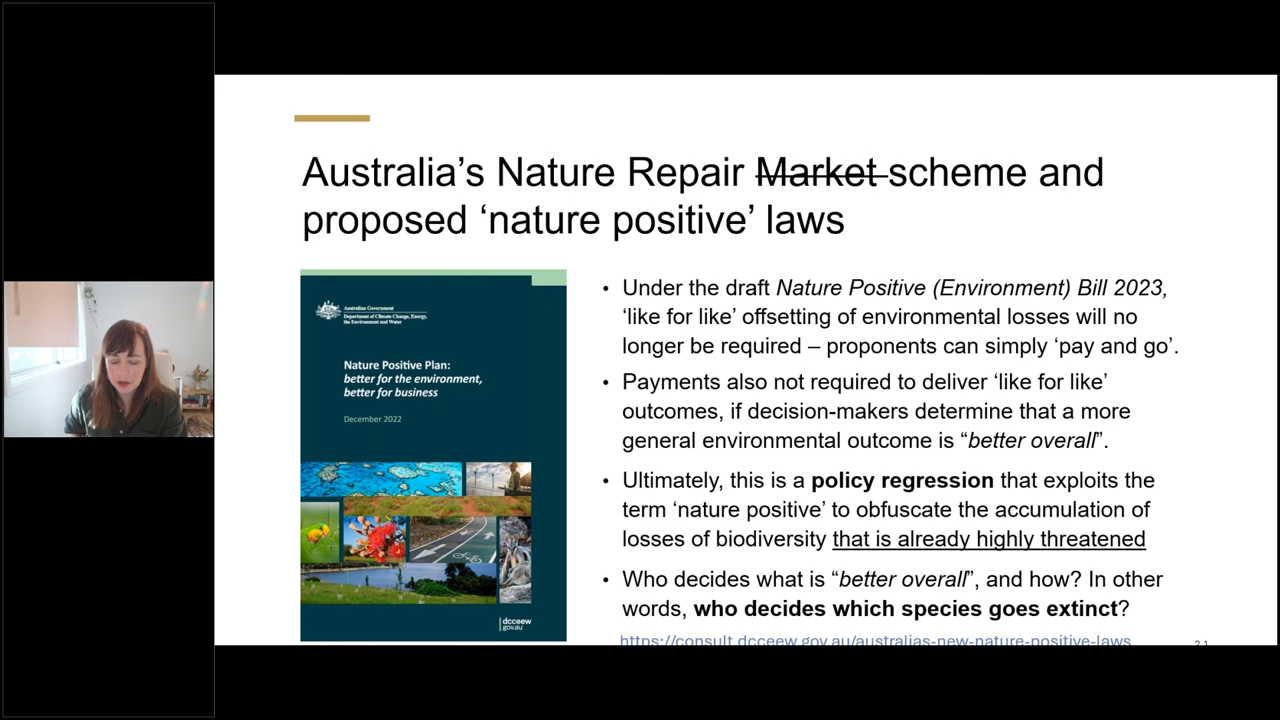 Australia's Nature Repair Market scheme and
proposed 'nature positive' laws
Australian Government
Department of Climate Change, Energy,
the Environment and Water
Nature Positive Plan:
better for the environment,
better for business
December 2022
dcceew
gov.au
• Under the draft Nature Positive (Environment) Bill 2023,
'like for like' offsetting of environmental losses will no
longer be required – proponents can simply 'pay and go'.
• Payments also not required to deliver 'like for like'
outcomes, if decision-makers determine that a more
general environmental outcome is "better overall".
• Ultimately, this is a policy regression that exploits the
term 'nature positive' to obfuscate the accumulation of
losses of biodiversity that is already highly threatened
• Who decides what is "better overall", and how? In other
words, who decides which species goes extinct?
https://consult.dcceew.gov.au/australias-new-nature-positive-laws
21